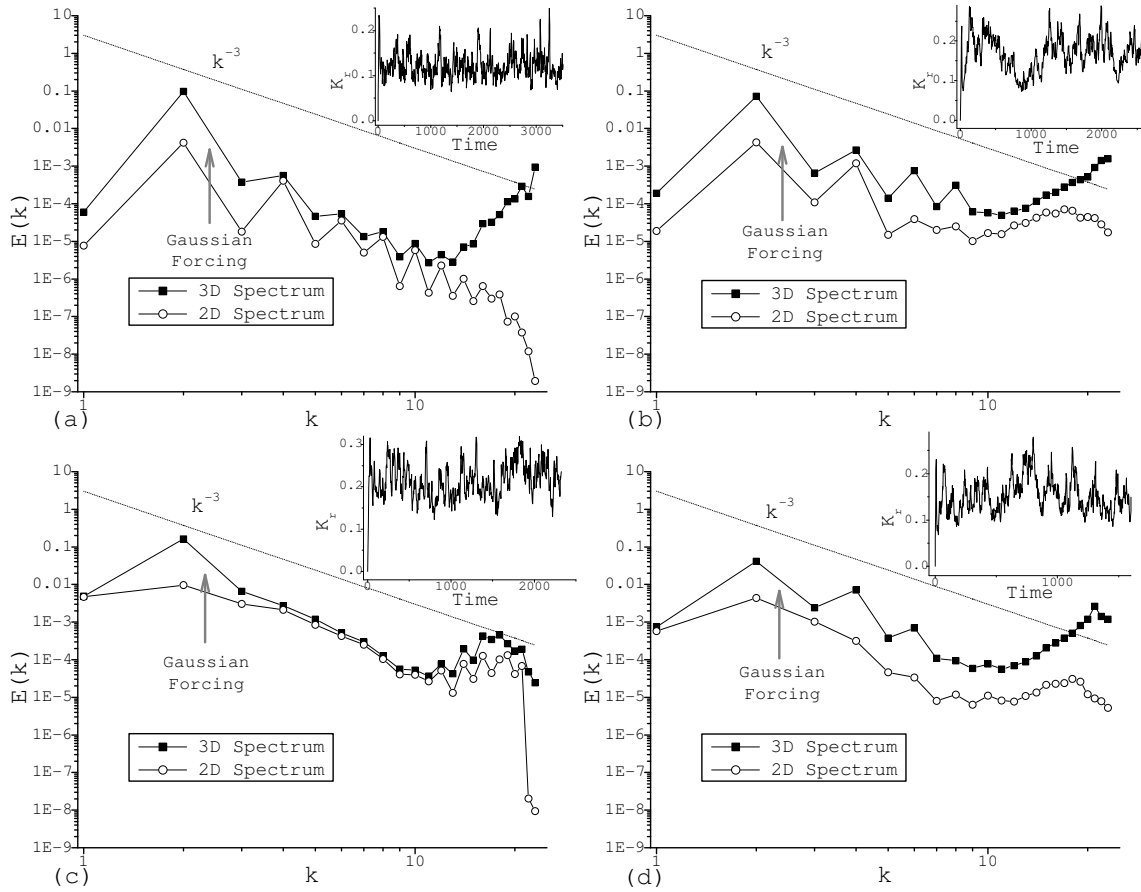 10
1
0.1
0.01
1E-3
1E-4
1E-5
1E-6
1E-7
1E-8
1E-9
E(k)
k⁻³
Gaussian
Forcing
3D Spectrum
2D Spectrum
1
10
k
(a)
0.2
0.1
0.0
Kᵣ
0
1000
2000
3000
Time
10
1
0.1
0.01
1E-3
1E-4
1E-5
1E-6
1E-7
1E-8
1E-9
E(k)
k⁻³
Gaussian
Forcing
3D Spectrum
2D Spectrum
1
10
k
(b)
0.2
0.1
0.0
Kᵣ
0
1000
2000
Time
10
1
0.1
0.01
1E-3
1E-4
1E-5
1E-6
1E-7
1E-8
1E-9
E(k)
k⁻³
Gaussian
Forcing
3D Spectrum
2D Spectrum
1
10
k
(c)
0.3
0.2
0.1
0.0
Kᵣ
0
1000
2000
Time
10
1
0.1
0.01
1E-3
1E-4
1E-5
1E-6
1E-7
1E-8
1E-9
E(k)
k⁻³
Gaussian
Forcing
3D Spectrum
2D Spectrum
1
10
k
(d)
0.2
0.1
0.0
Kᵣ
0
1000
Time